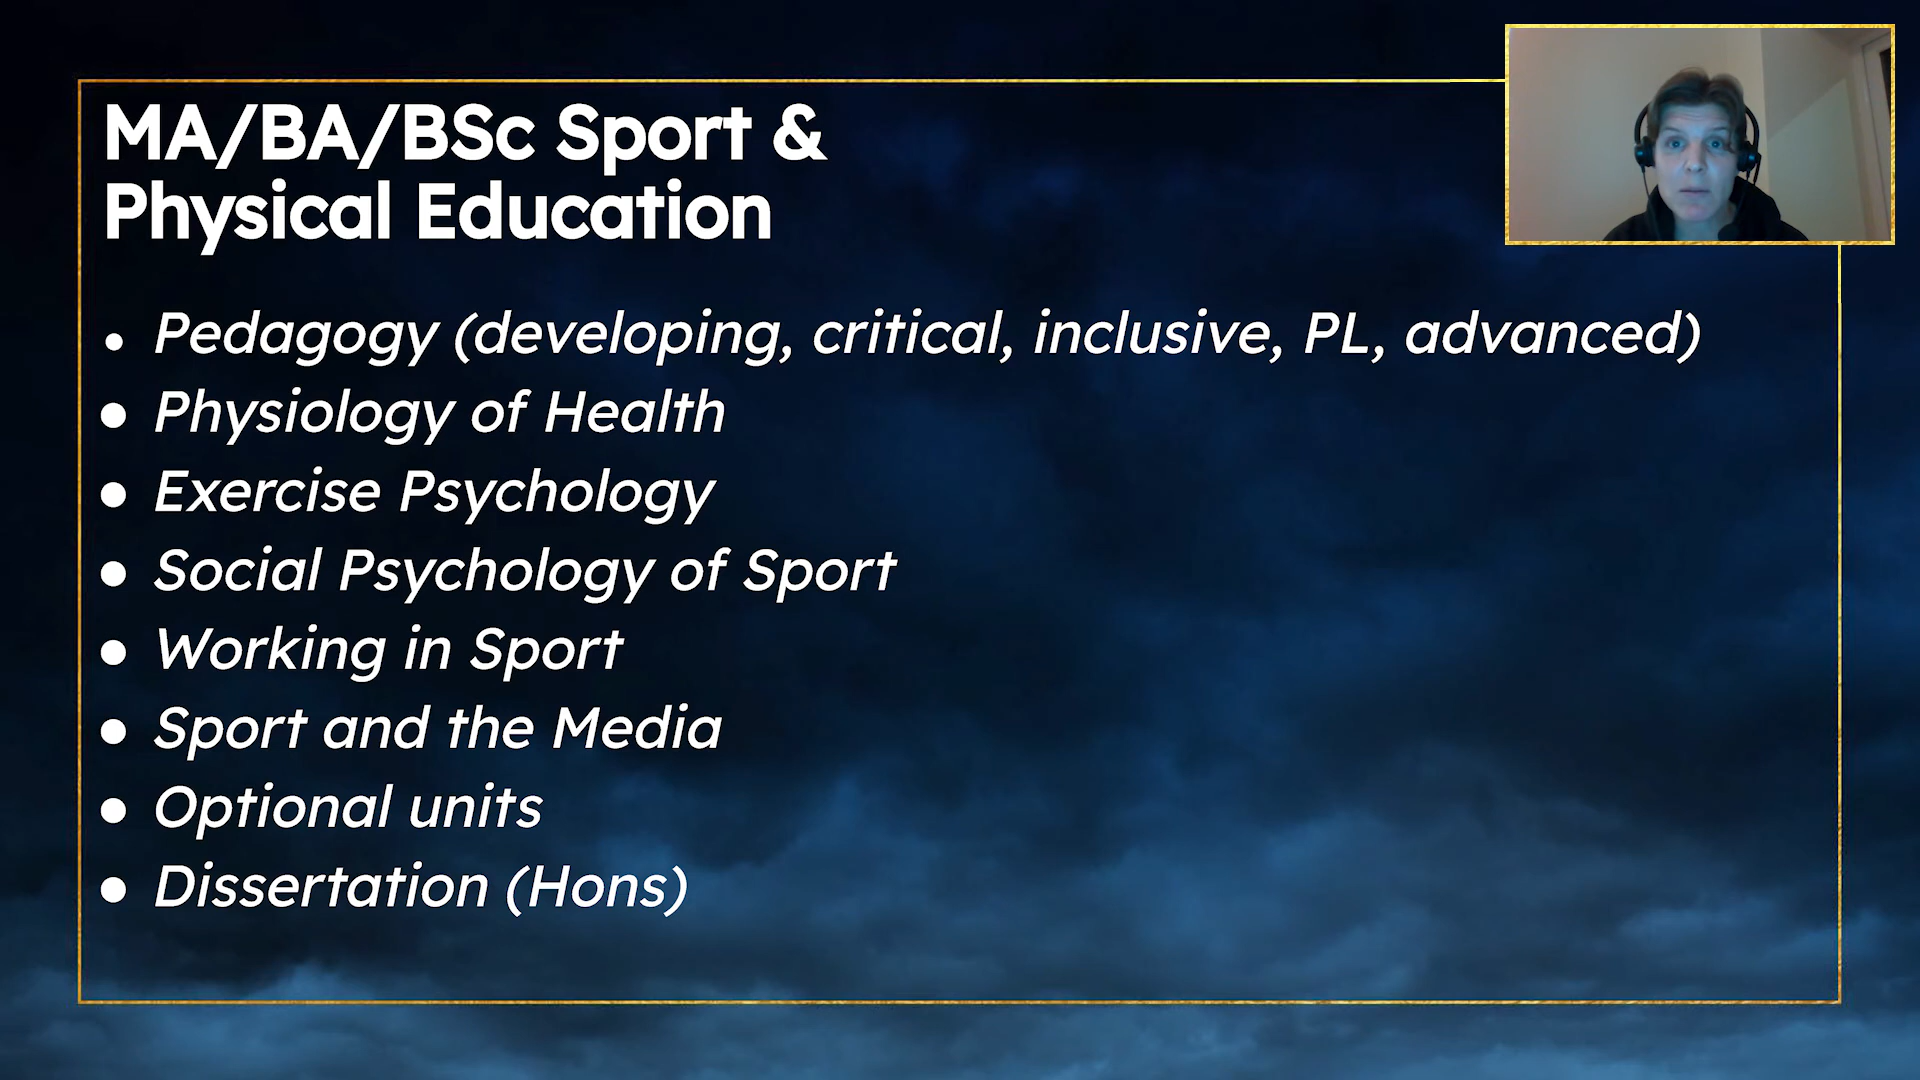 MA/BA/BSc Sport &
Physical Education
• Pedagogy (developing, critical, inclusive, PL, advanced)
• Physiology of Health
• Exercise Psychology
• Social Psychology of Sport
• Working in Sport
• Sport and the Media
• Optional units
• Dissertation (Hons)